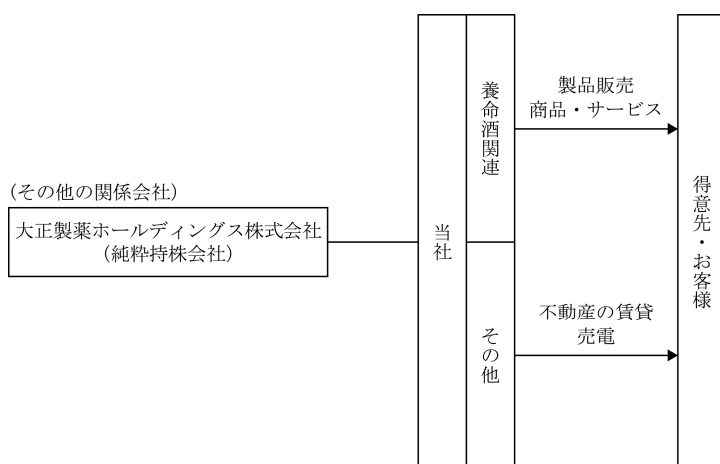 (その他の関係会社)
大正製薬ホールディングス株式会社
(純粋持株会社)
当社
養命酒関連
その他
製品販売
商品・サービス
不動産の賃貸
売電
得意先・お客様